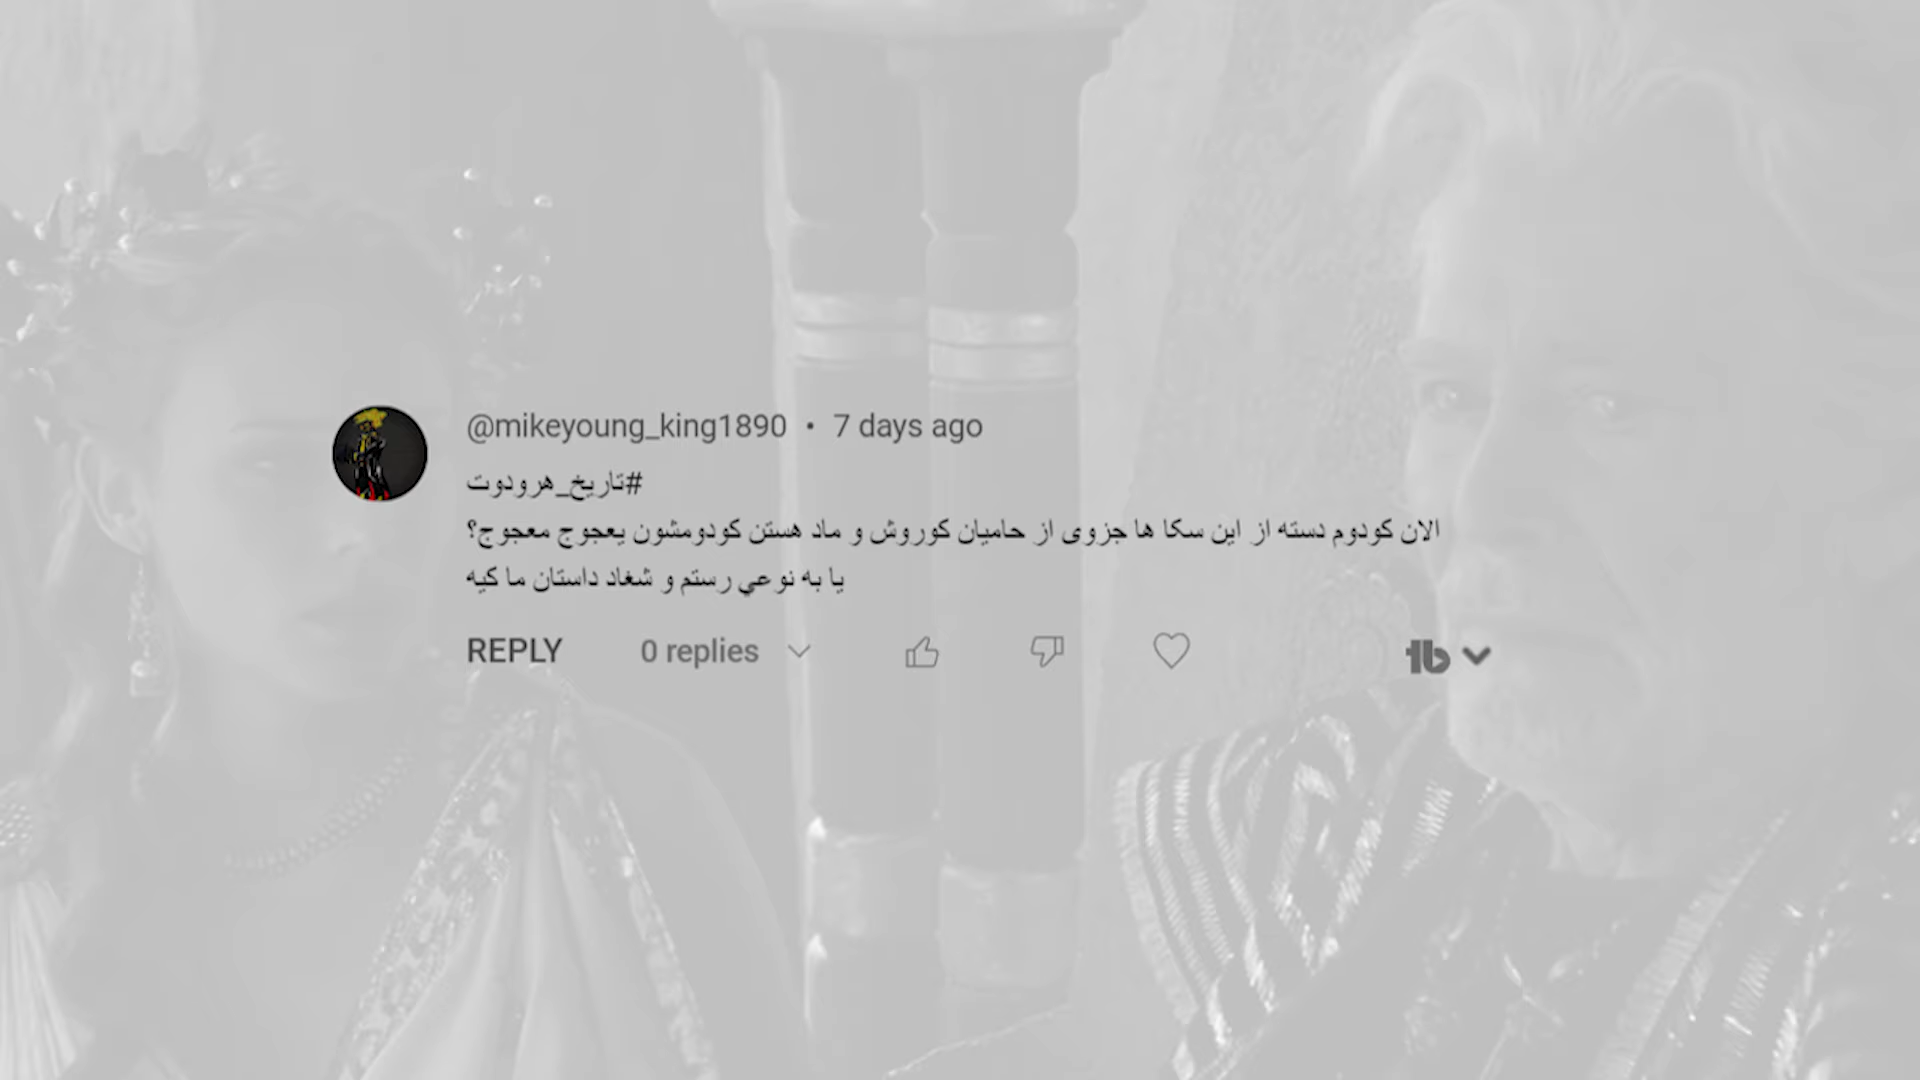 @mikeyoung_king1890 • 7 days ago
#تاریخ_هرودوت
الان کودوم دسته از این سکا ها جزوی از حامیان کوروش و ماد هستن کودومشون یعجوج معجوج؟
یا به نوعي رستم و شغاد داستان ما کیه
REPLY 0 replies
tb